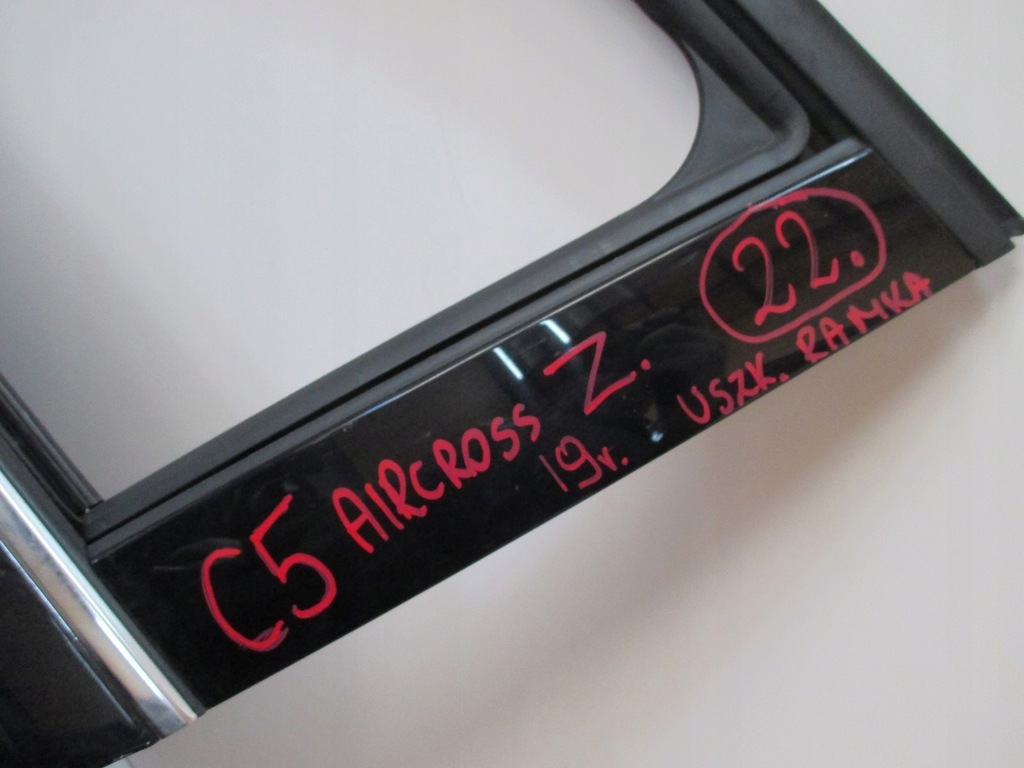 C5 AIRCROSS Z. 22.
19r. USZK. RAMKA